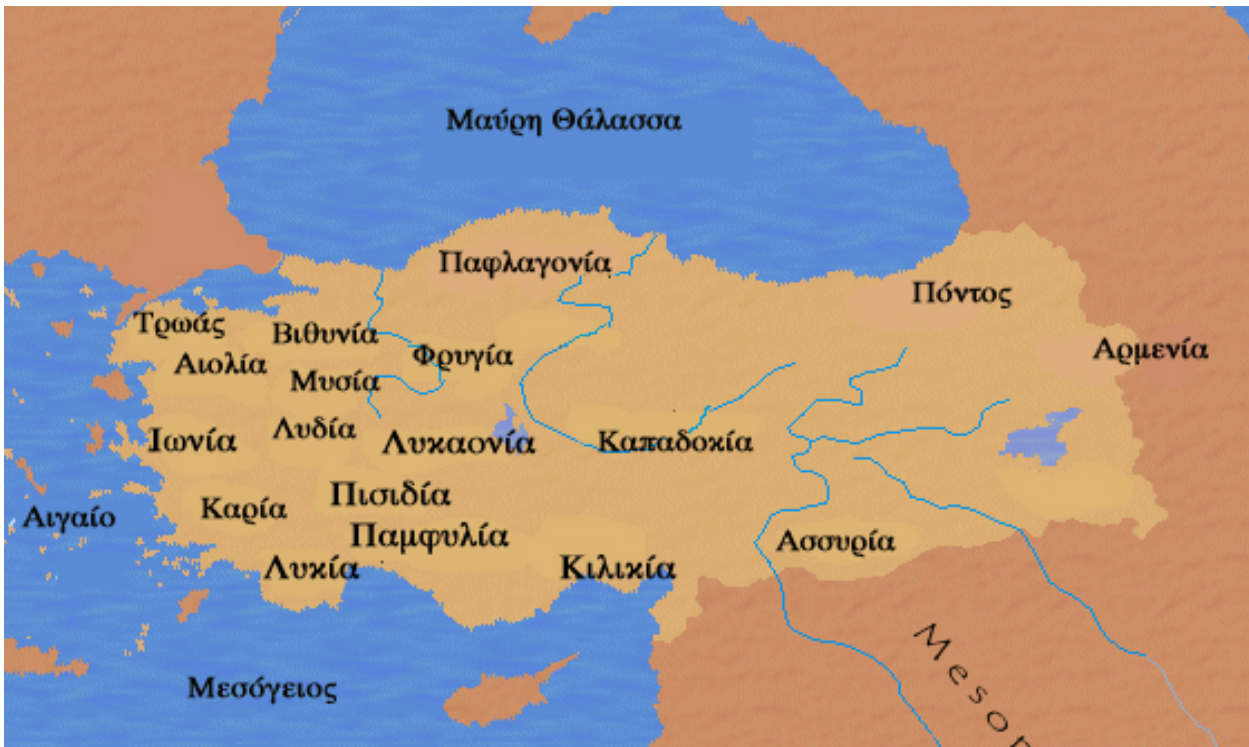 Μαύρη Θάλασσα
Παφλαγονία
Πόντος
Τρωάς
Βιθυνία
Φρυγία
Αρμενία
Αιολία
Μυσία
Ιωνία
Λυδία
Λυκαονία
Καπαδοκία
Καρία
Πισιδία
Αιγαίο
Παμφυλία
Ασσυρία
Λυκία
Κιλικία
Μεσόγειος